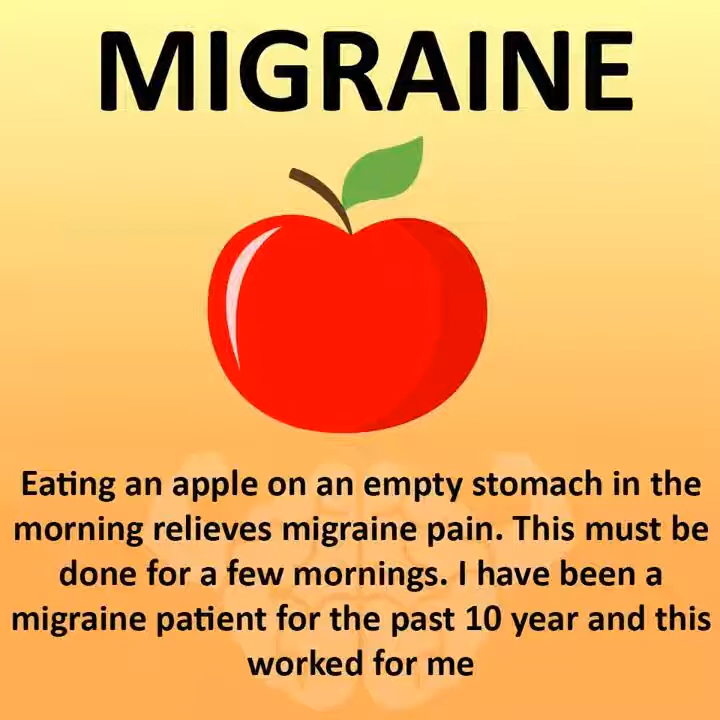 MIGRAINE
Eating an apple on an empty stomach in the
morning relieves migraine pain. This must be
done for a few mornings. I have been a
migraine patient for the past 10 year and this
worked for me